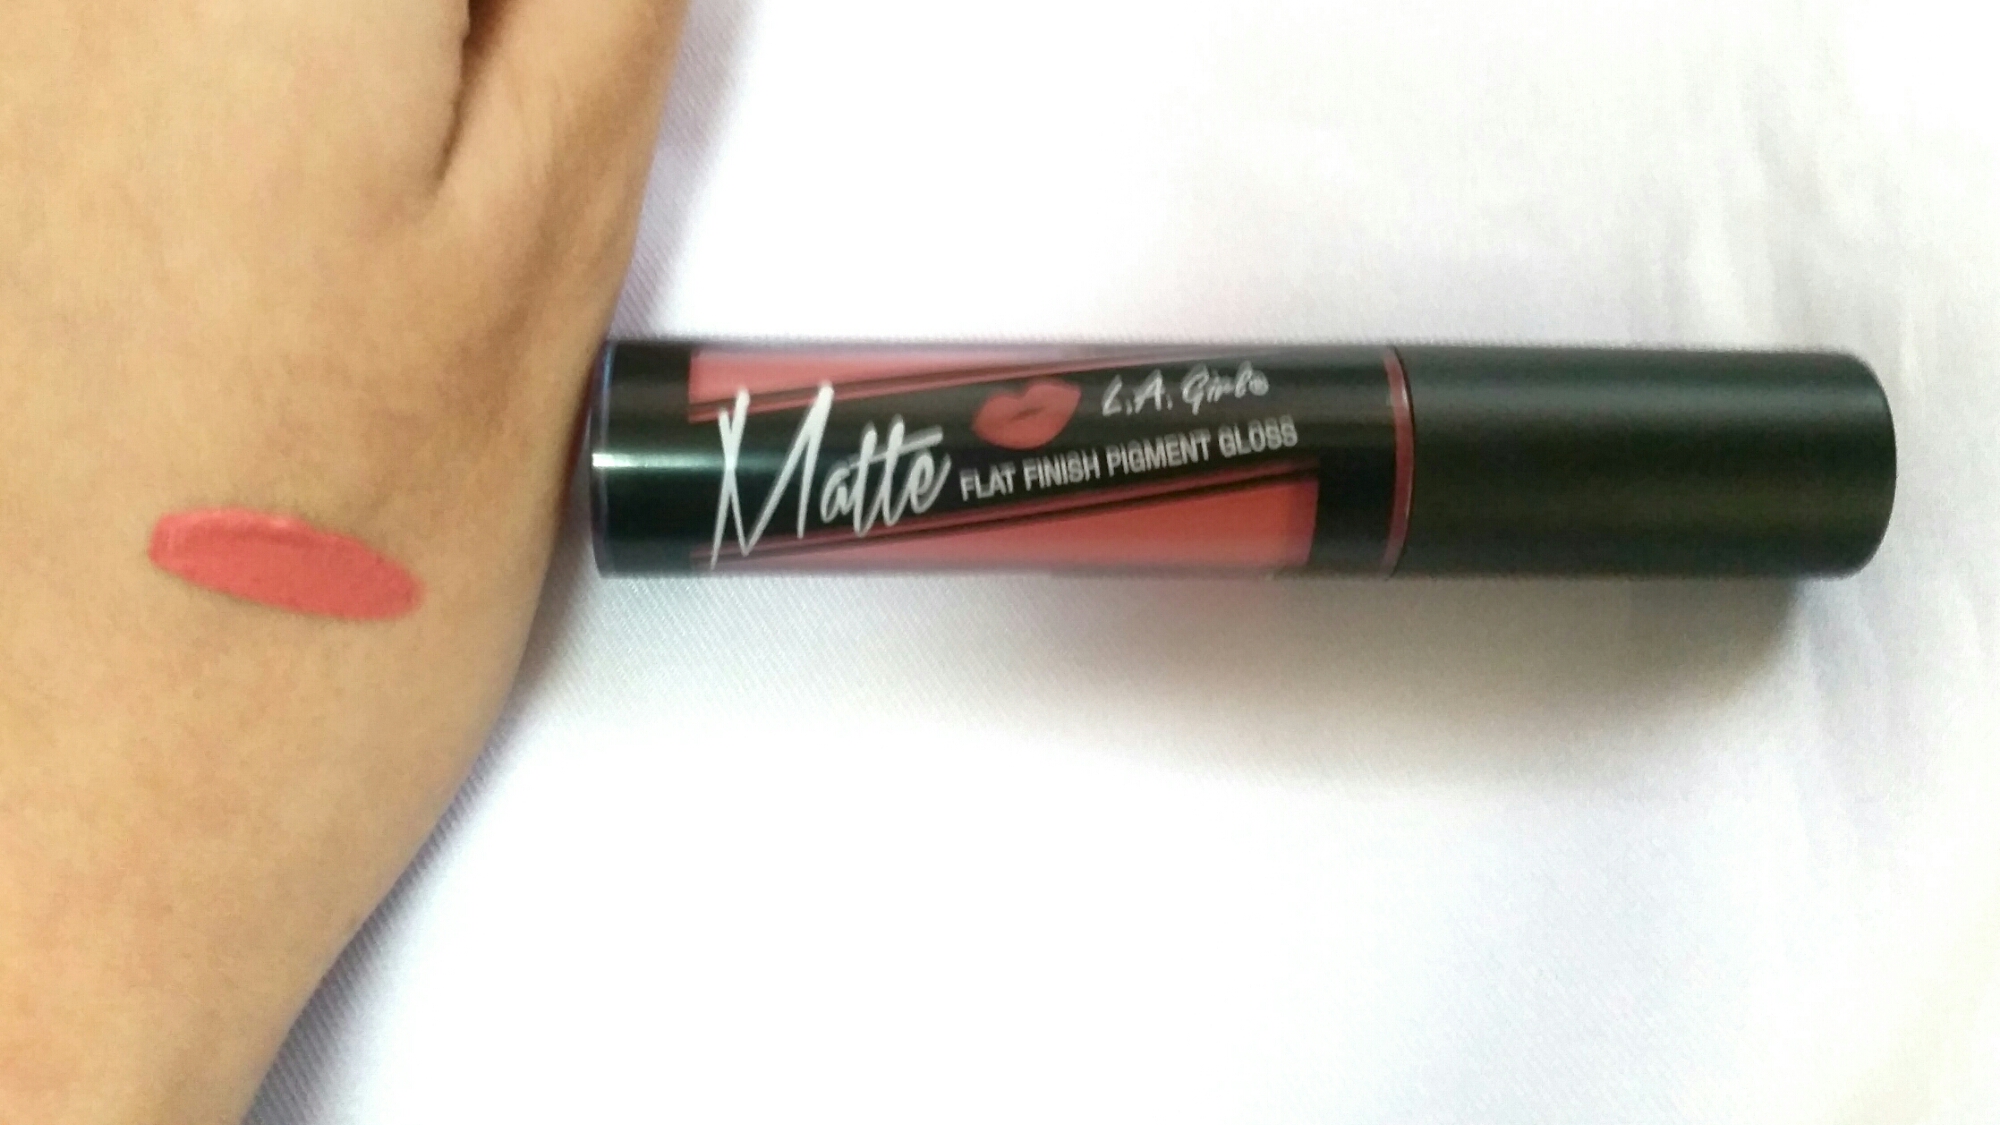 L.A. Girl®
Matte
FLAT FINISH PIGMENT GLOSS